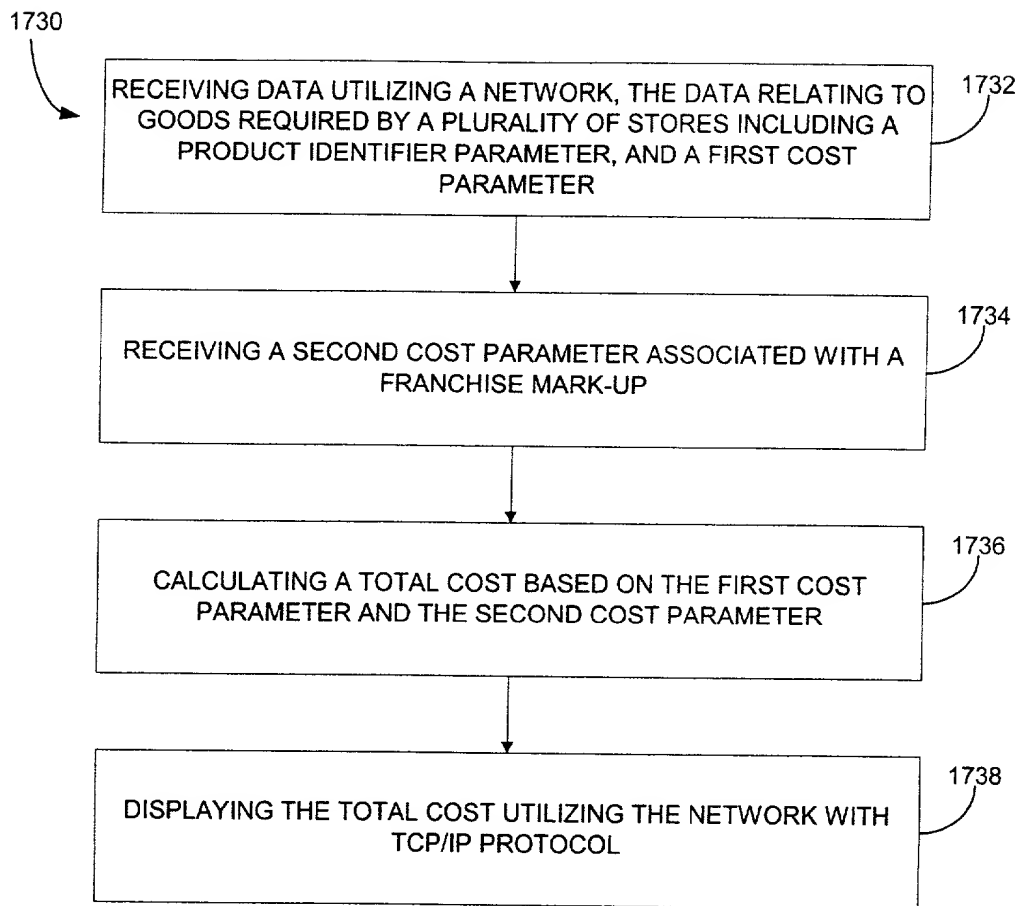 1730
1732
RECEIVING DATA UTILIZING A NETWORK, THE DATA RELATING TO
GOODS REQUIRED BY A PLURALITY OF STORES INCLUDING A
PRODUCT IDENTIFIER PARAMETER, AND A FIRST COST
PARAMETER
1734
RECEIVING A SECOND COST PARAMETER ASSOCIATED WITH A
FRANCHISE MARK-UP
1736
CALCULATING A TOTAL COST BASED ON THE FIRST COST
PARAMETER AND THE SECOND COST PARAMETER
1738
DISPLAYING THE TOTAL COST UTILIZING THE NETWORK WITH
TCP/IP PROTOCOL